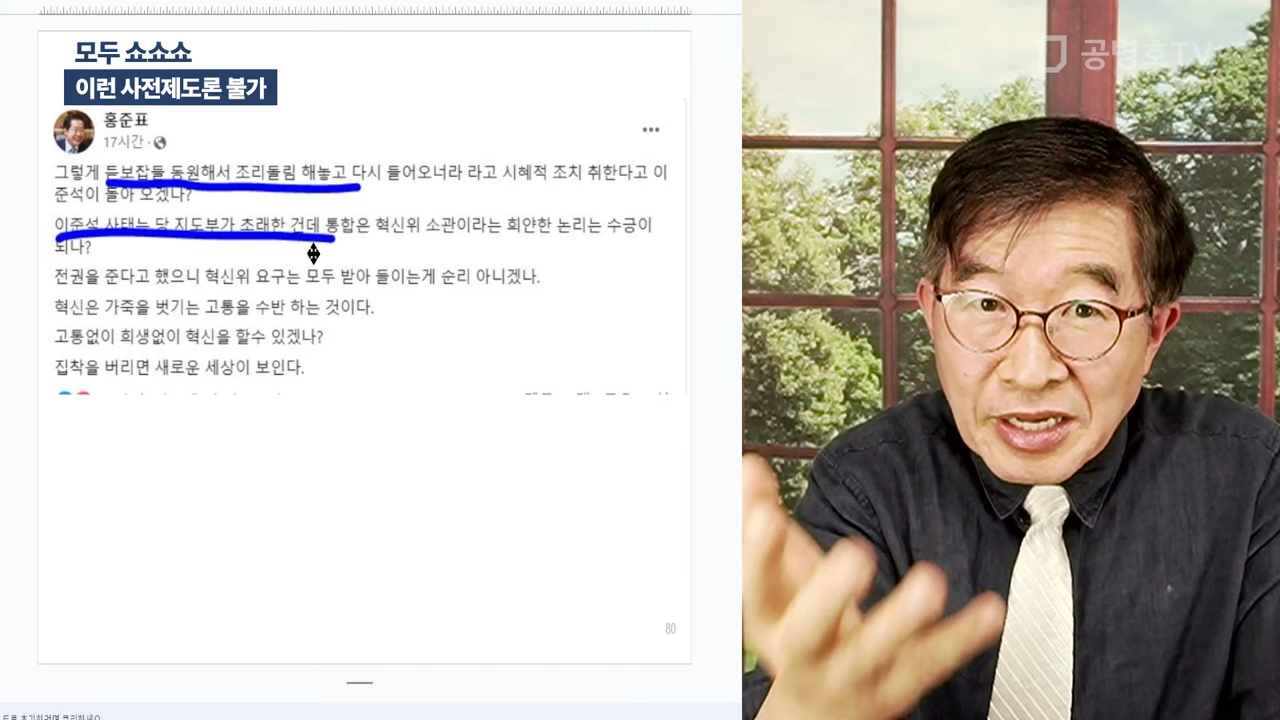 모두 쇼쇼쇼
이런 사전제도론 불가
공병호TV
홍준표
17시간 ·
그렇게 듣보잡들 동원해서 조리돌림 해놓고 다시 들어오너라 라고 시혜적 조치 취한다고 이
준석이 돌아 오겠나?
이준석 사태는 당 지도부가 초래한 건데 통합은 혁신위 소관이라는 희얀한 논리는 수긍이
되나?
전권을 준다고 했으니 혁신위 요구는 모두 받아 들이는게 순리 아니겠나.
혁신은 가죽을 벗기는 고통을 수반 하는 것이다.
고통없이 희생없이 혁신을 할수 있겠나?
집착을 버리면 새로운 세상이 보인다.
80